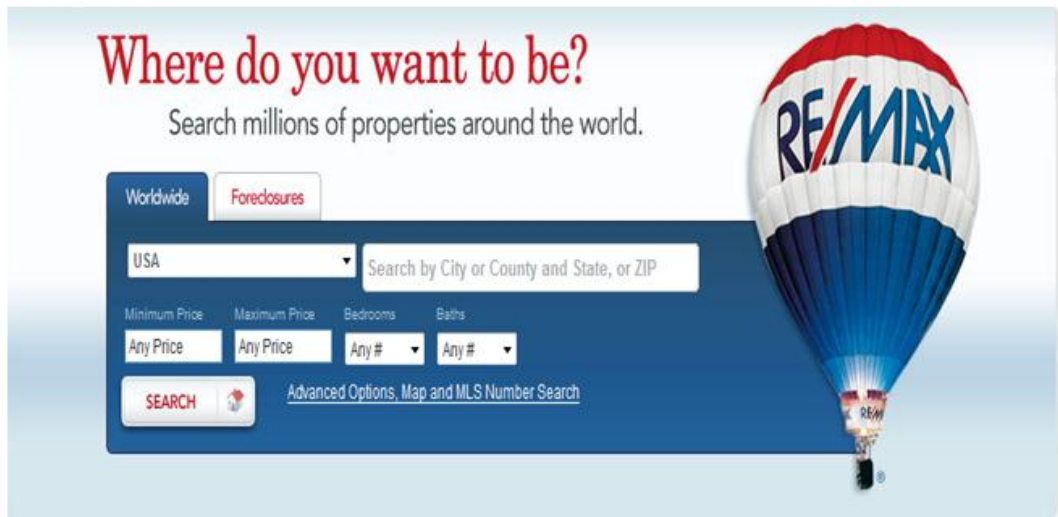 Where do you want to be?
Search millions of properties around the world.
RE/MAX
Worldwide Foreclosures
USA Search by City or County and State, or ZIP
Minimum Price Maximum Price Bedrooms Baths
Any Price Any Price Any # Any #
SEARCH Advanced Options, Map and MLS Number Search
®